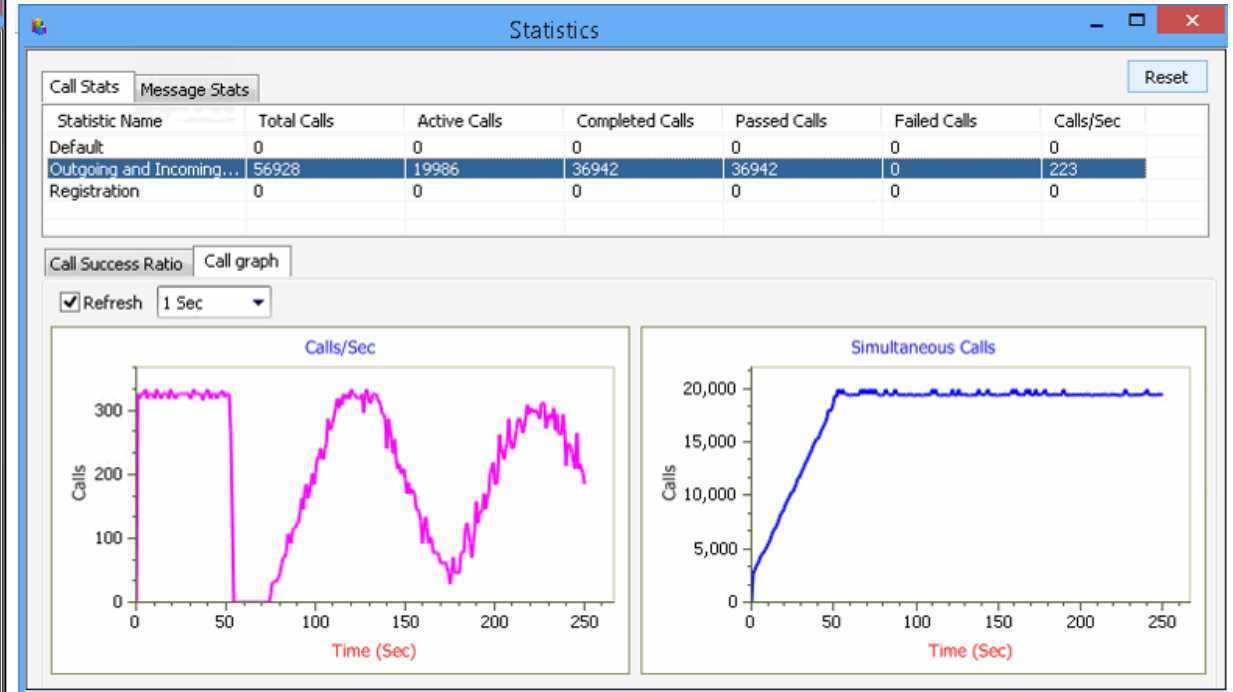 Statistics
Reset
Call Stats Message Stats
Statistic Name Total Calls Active Calls Completed Calls Passed Calls Failed Calls Calls/Sec
Default 0 0 0 0 0 0
Outgoing and Incoming... 56928 19986 36942 36942 0 223
Registration 0 0 0 0 0 0
Call Success Ratio Call graph
Refresh 1 Sec
Calls/Sec
300
200
100
0
Calls
0 50 100 150 200 250
Time (Sec)
Simultaneous Calls
20,000
15,000
10,000
5,000
0
Calls
0 50 100 150 200 250
Time (Sec)